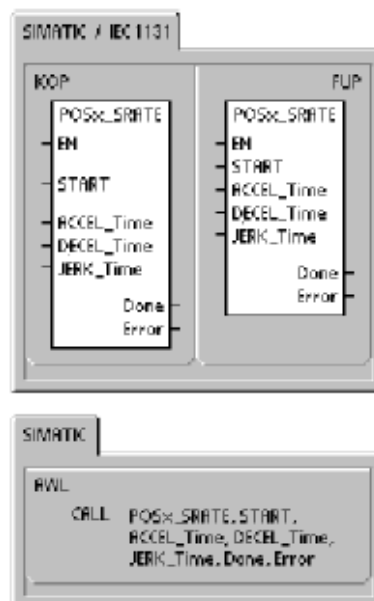 SIMATIC / IEC 1131
KOP
FUP
POSx_SRATE
EN
START
ACCEL_Time
DECEL_Time
JERK_Time
Done
Error
POSx_SRATE
EN
START
ACCEL_Time
DECEL_Time
JERK_Time
Done
Error
SIMATIC
AWL
CALL POSx_SRATE, START,
ACCEL_Time, DECEL_Time,
JERK_Time, Done, Error